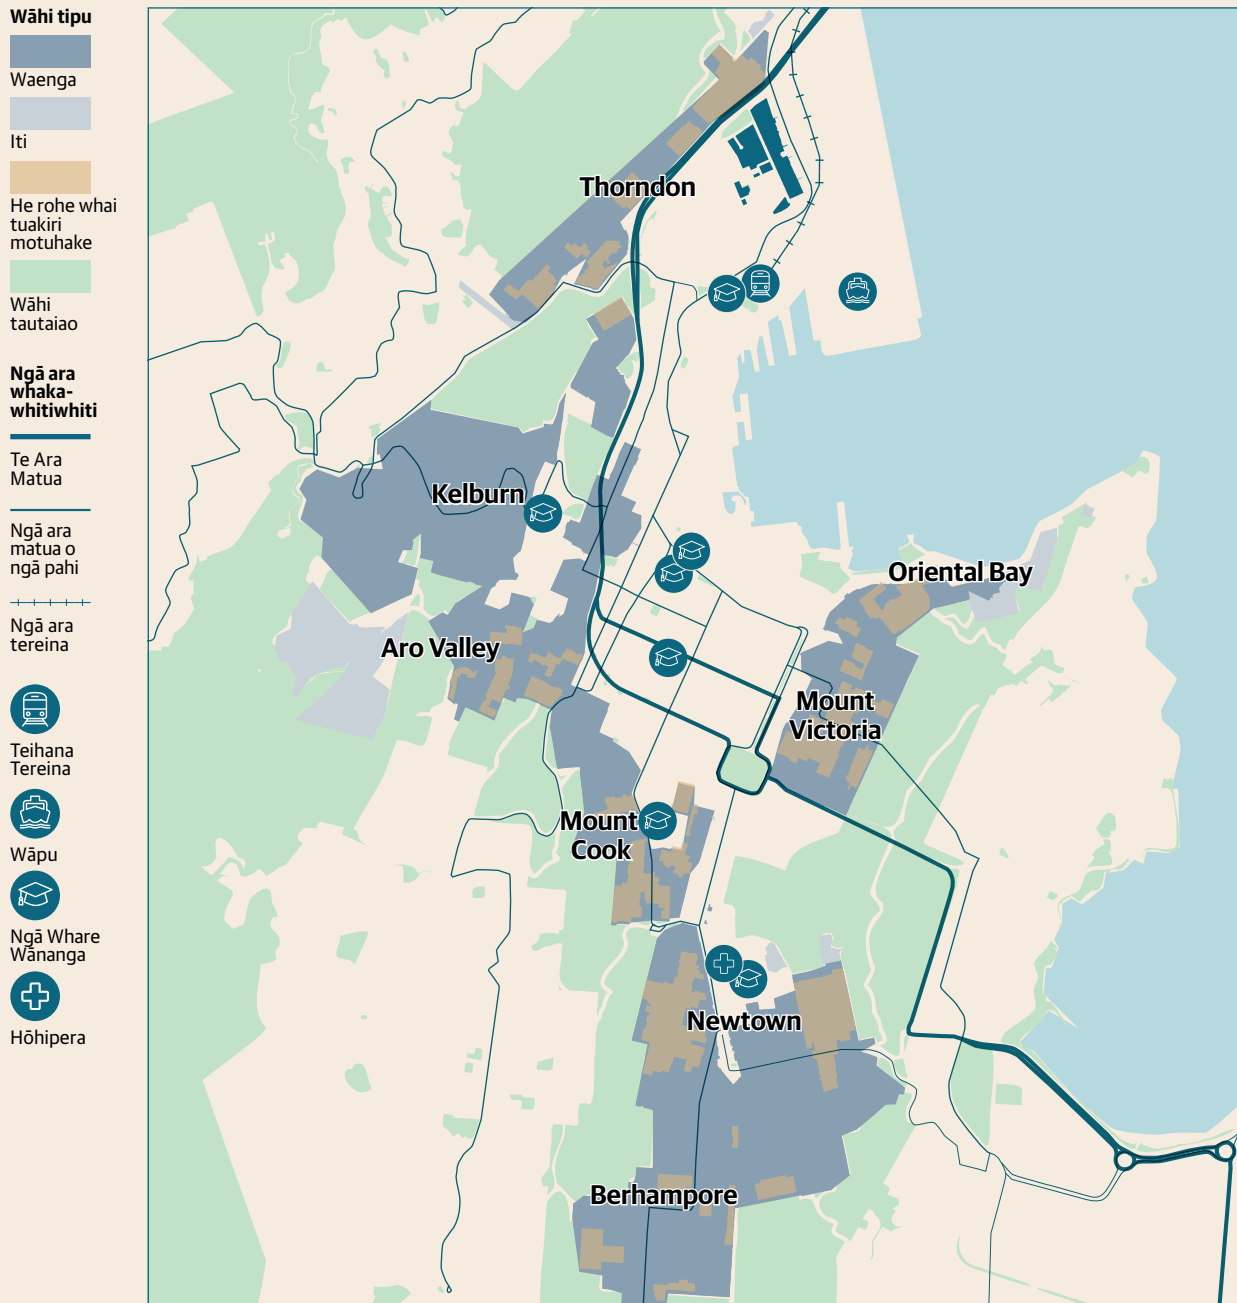 Wāhi tipu
Waenga
Iti
He rohe whai
tuakiri
motuhake
Wāhi
tautaiao
Ngā ara
whaka-
whitiwhiti
Te Ara
Matua
Ngā ara
matua o
ngā pahi
Ngā ara
tereina
Teihana
Tereina
Wāpu
Ngā Whare
Wānanga
Hōhipera
Thorndon
Kelburn
Oriental Bay
Aro Valley
Mount
Victoria
Mount
Cook
Newtown
Berhampore